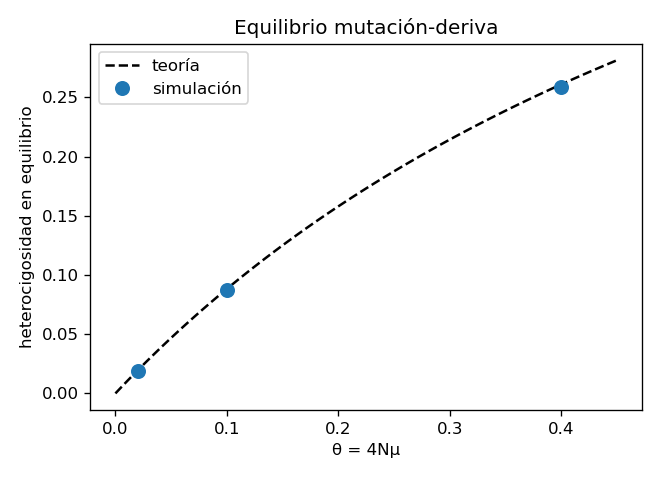 Equilibrio mutación-deriva
teoría
simulación
heterocigosidad en equilibrio
0.25
0.20
0.15
0.10
0.05
0.00
0.0 0.1 0.2 0.3 0.4
θ = 4Nμ